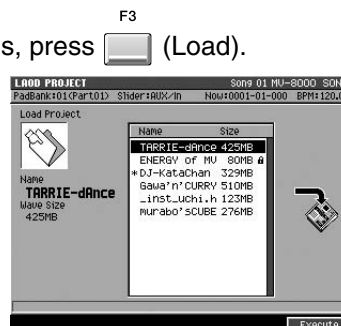 F3
s, press (Load).
LAOD PROJECT Song 01 MV-8000 SON
PadBank:01(Part01) Slider:AUX/In Now:0001-01-000 BPM:120.0
Load Project
Name Size
TARRIE-dAnce 425MB
ENERGY of MV 80MB
*DJ-KataChan 329MB
Gawa'n'CURRY 510MB
_inst_uchi.h 123MB
murabo'sCUBE 276MB
Name
TARRIE-dAnce
Wave Size
425MB
Execute